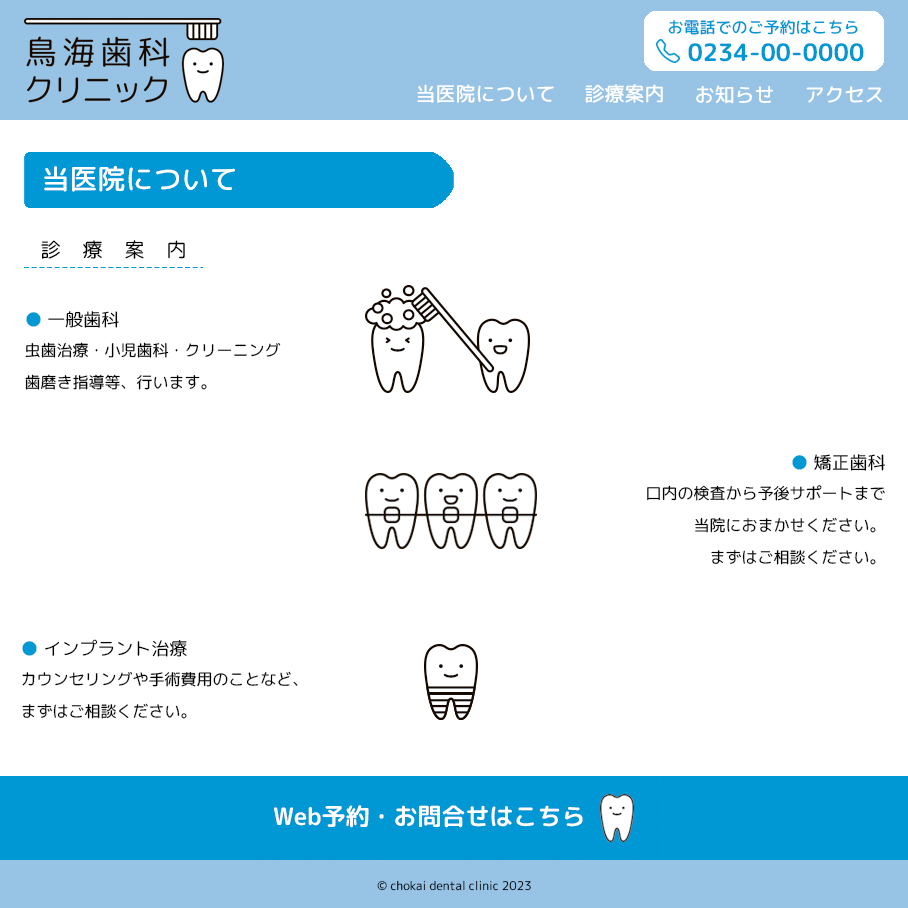 鳥海歯科
クリニック
お電話でのご予約はこちら
0234-00-0000
当医院について 診療案内 お知らせ アクセス
当医院について
診療案内
● 一般歯科
虫歯治療・小児歯科・クリーニング
歯磨き指導等、行います。
● 矯正歯科
口内の検査から予後サポートまで
当院におまかせください。
まずはご相談ください。
● インプラント治療
カウンセリングや手術費用のことなど、
まずはご相談ください。
Web予約・お問合せはこちら
© chokai dental clinic 2023